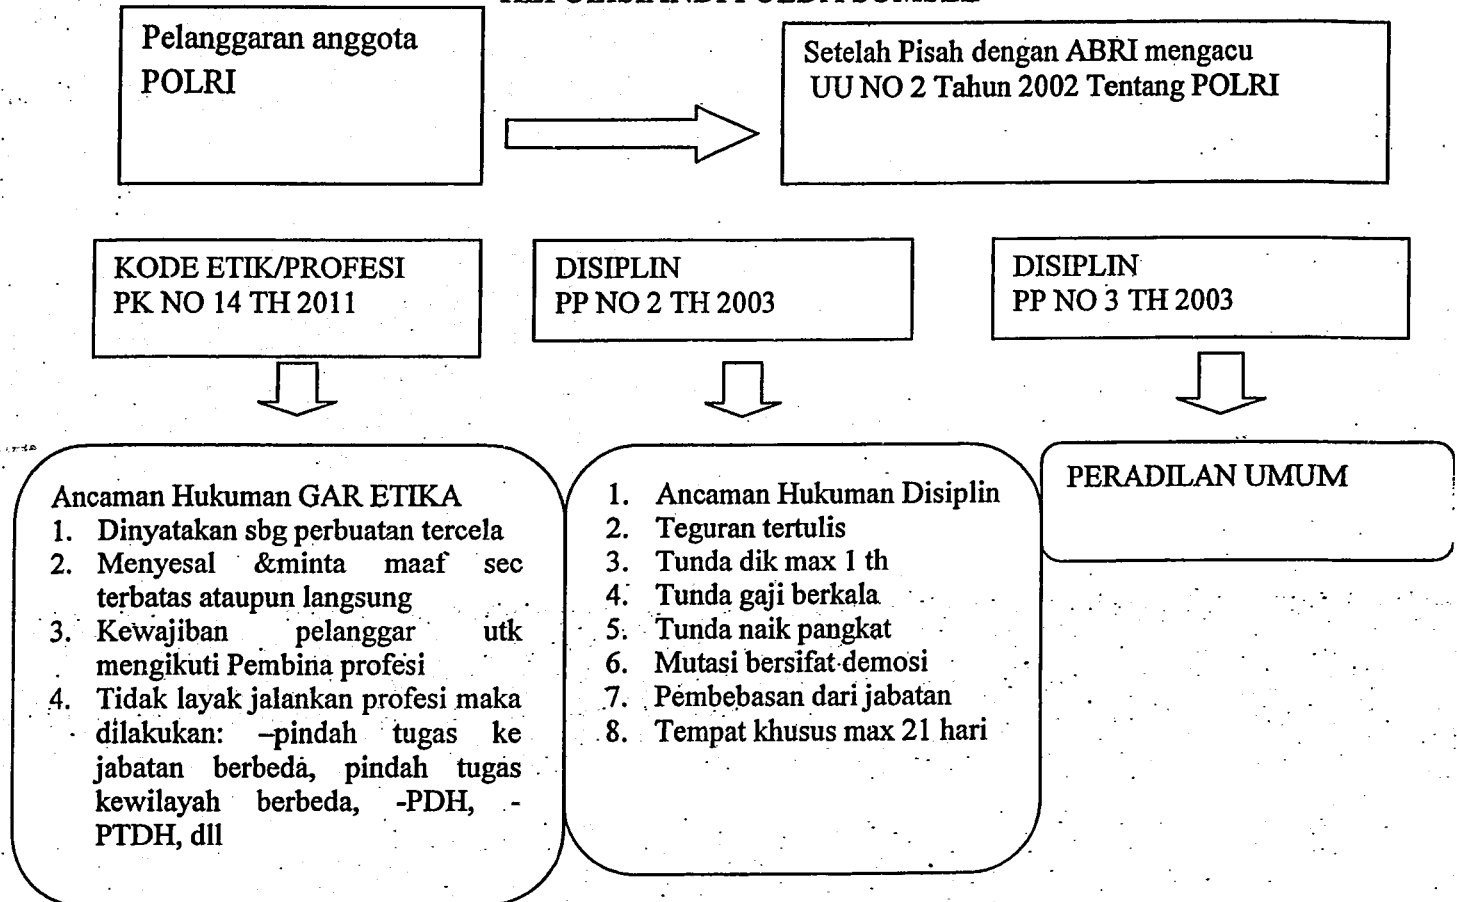 Pelanggaran anggota
POLRI
Setelah Pisah dengan ABRI mengacu
UU NO 2 Tahun 2002 Tentang POLRI
KODE ETIK/PROFESI
PK NO 14 TH 2011
DISIPLIN
PP NO 2 TH 2003
DISIPLIN
PP NO 3 TH 2003
Ancaman Hukuman GAR ETIKA
1. Dinyatakan sbg perbuatan tercela
2. Menyesal &minta maaf sec
terbatas ataupun langsung
3. Kewajiban pelanggar utk
mengikuti Pembina profesi
4. Tidak layak jalankan profesi maka
dilakukan: –pindah tugas ke
jabatan berbeda, pindah tugas
kewilayah berbeda, -PDH, -
PTDH, dll
1. Ancaman Hukuman Disiplin
2. Teguran tertulis
3. Tunda dik max 1 th
4. Tunda gaji berkala
5. Tunda naik pangkat
6. Mutasi bersifat demosi
7. Pembebasan dari jabatan
8. Tempat khusus max 21 hari
PERADILAN UMUM